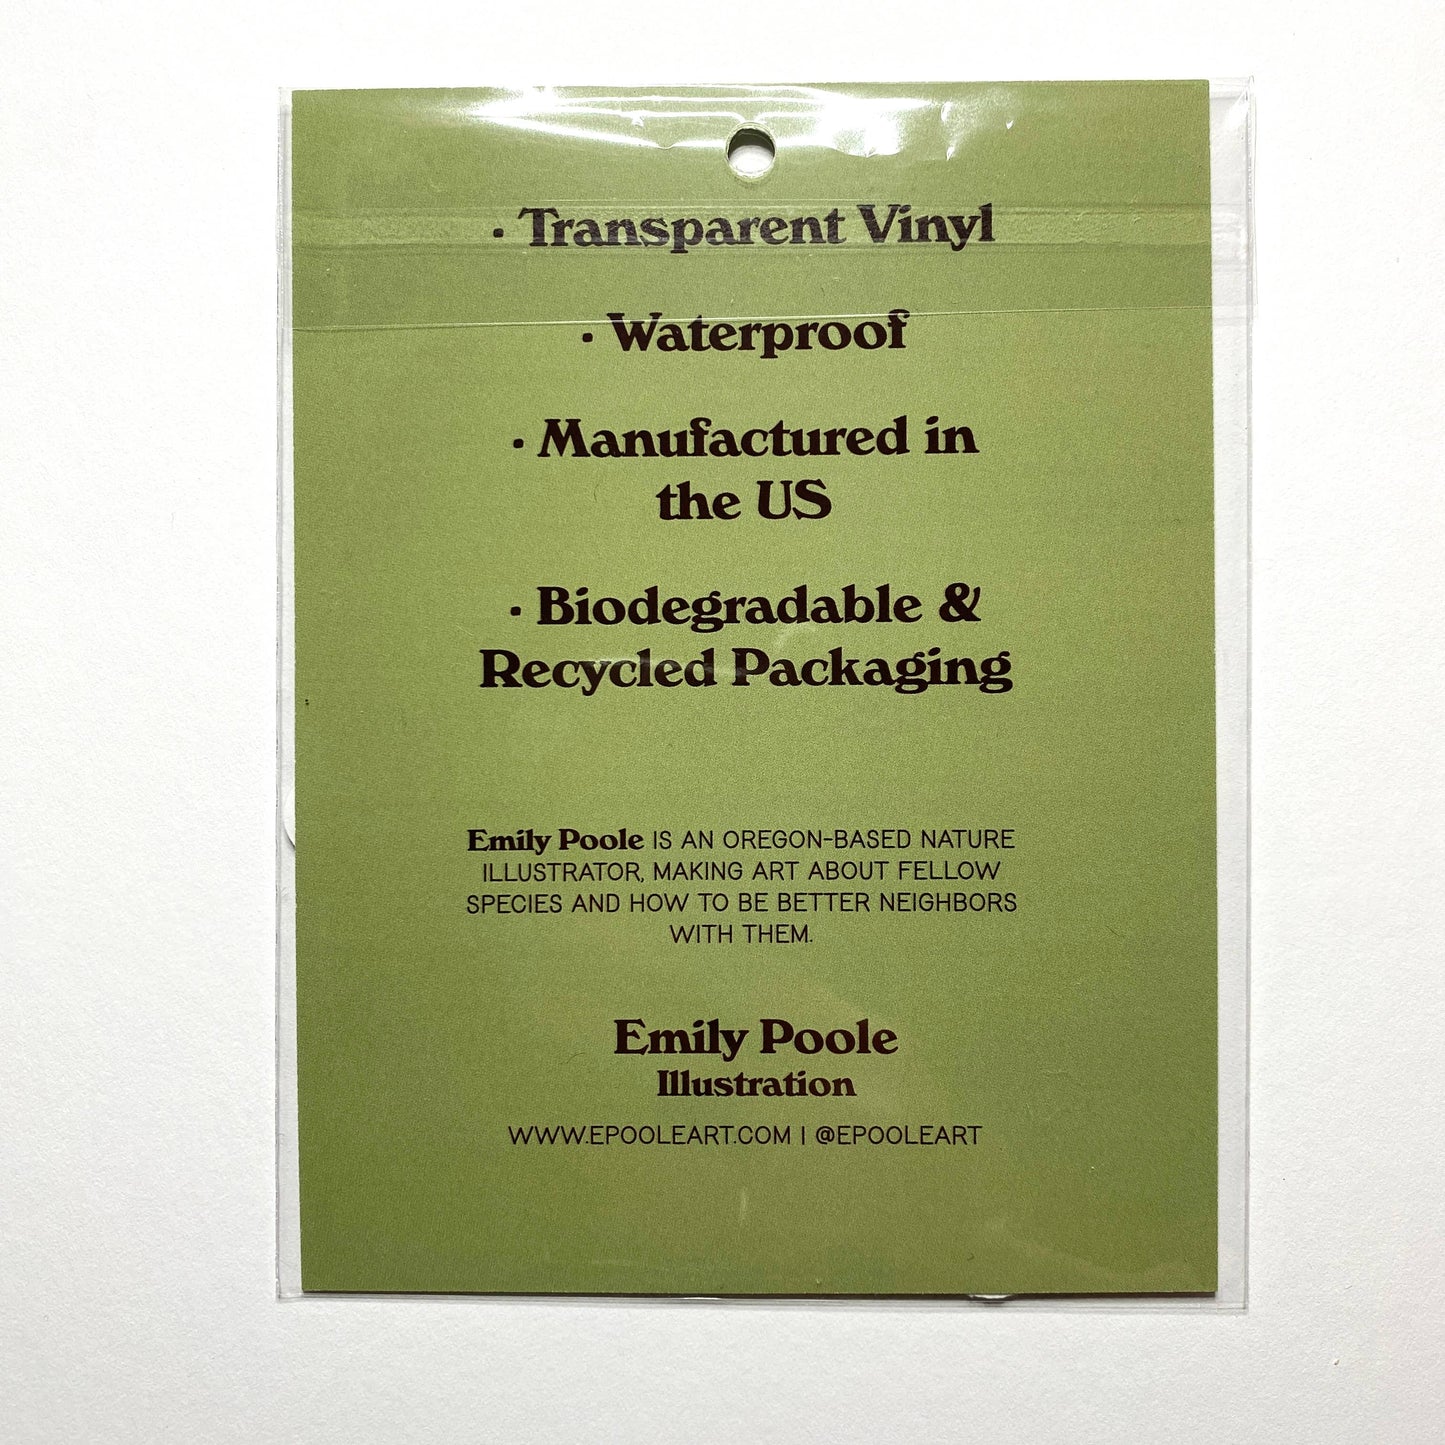 · Transparent Vinyl
· Waterproof
· Manufactured in
the US
· Biodegradable &
Recycled Packaging
Emily Poole IS AN OREGON-BASED NATURE
ILLUSTRATOR, MAKING ART ABOUT FELLOW
SPECIES AND HOW TO BE BETTER NEIGHBORS
WITH THEM.
Emily Poole
Illustration
WWW.EPOOLEART.COM | @EPOOLEART